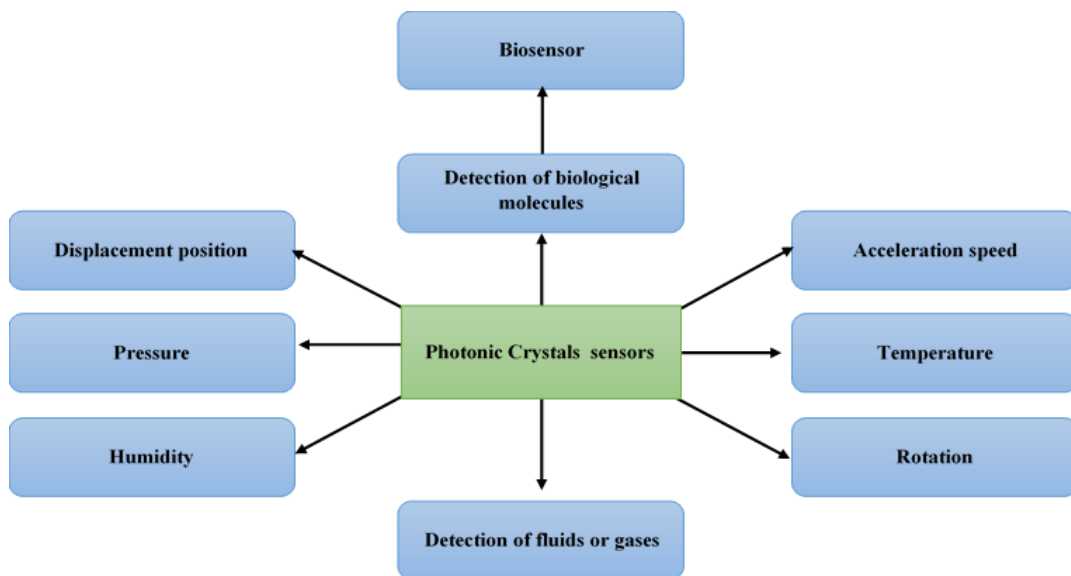 Biosensor
Detection of biological
molecules
Displacement position
Acceleration speed
Pressure
Photonic Crystals sensors
Temperature
Humidity
Rotation
Detection of fluids or gases